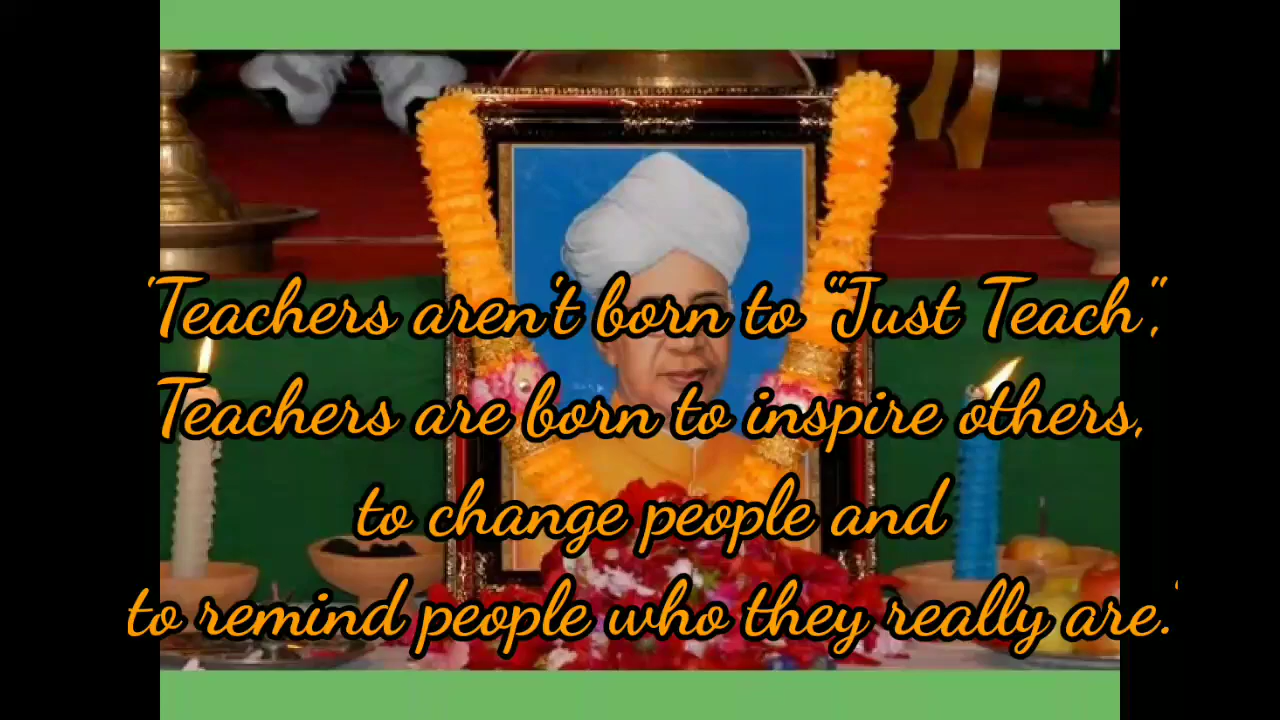 'Teachers aren't born to "Just Teach",
Teachers are born to inspire others,
to change people and
to remind people who they really are.'